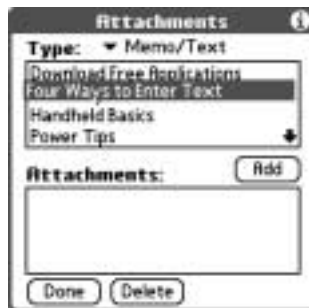 Attachments
Type: Memo/Text
Download Free Applications
Four Ways to Enter Text
Handheld Basics
Power Tips
Attachments: Add
Done Delete